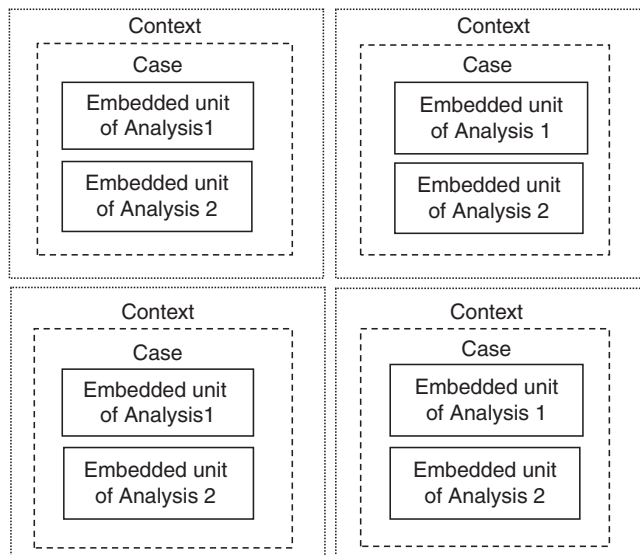 Context
Case
Embedded unit
of Analysis1
Embedded unit
of Analysis 2
Context
Case
Embedded unit
of Analysis 1
Embedded unit
of Analysis 2
Context
Case
Embedded unit
of Analysis1
Embedded unit
of Analysis 2
Context
Case
Embedded unit
of Analysis 1
Embedded unit
of Analysis 2